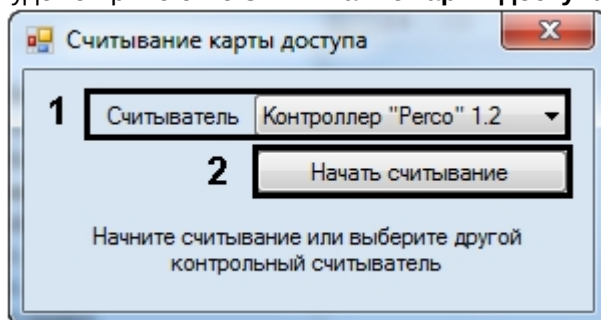 Считывание карты доступа
1 Считыватель Контроллер "Perco" 1.2
2 Начать считывание
Начните считывание или выберите другой
контрольный считыватель